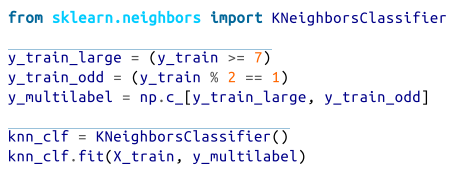 from sklearn.neighbors import KNeighborsClassifier
y_train_large = (y_train >= 7)
y_train_odd = (y_train % 2 == 1)
y_multilabel = np.c_[y_train_large, y_train_odd]
knn_clf = KNeighborsClassifier()
knn_clf.fit(X_train, y_multilabel)